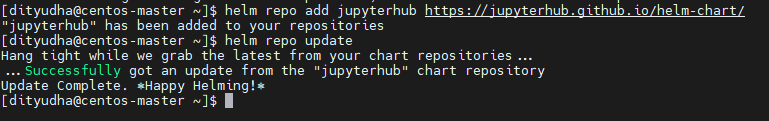 [dityudha@centos-master ~]$ helm repo add jupyterhub https://jupyterhub.github.io/helm-chart/
"jupyterhub" has been added to your repositories
[dityudha@centos-master ~]$ helm repo update
Hang tight while we grab the latest from your chart repositories...
...Successfully got an update from the "jupyterhub" chart repository
Update Complete. *Happy Helming!*
[dityudha@centos-master ~]$